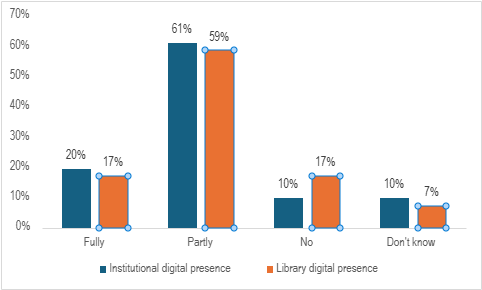 70%
60%
50%
40%
30%
20%
10%
0%
20%
17%
61%
59%
10%
17%
10%
7%
Fully
Partly
No
Don't know
Institutional digital presence
Library digital presence